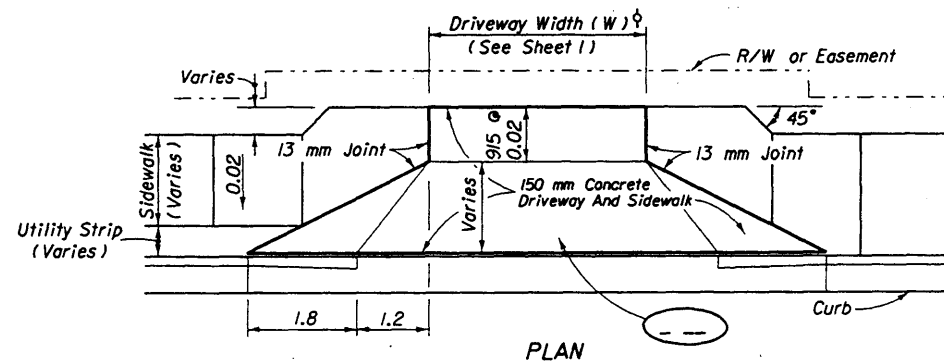 Driveway Width (W) ϕ
(See Sheet 1)
R/W or Easement
Varies
45°
Sidewalk
(Varies)
0.02
13 mm Joint
915
0.02
13 mm Joint
Varies
150 mm Concrete
Driveway And Sidewalk
Utility Strip
(Varies)
Curb
1.8
1.2
PLAN